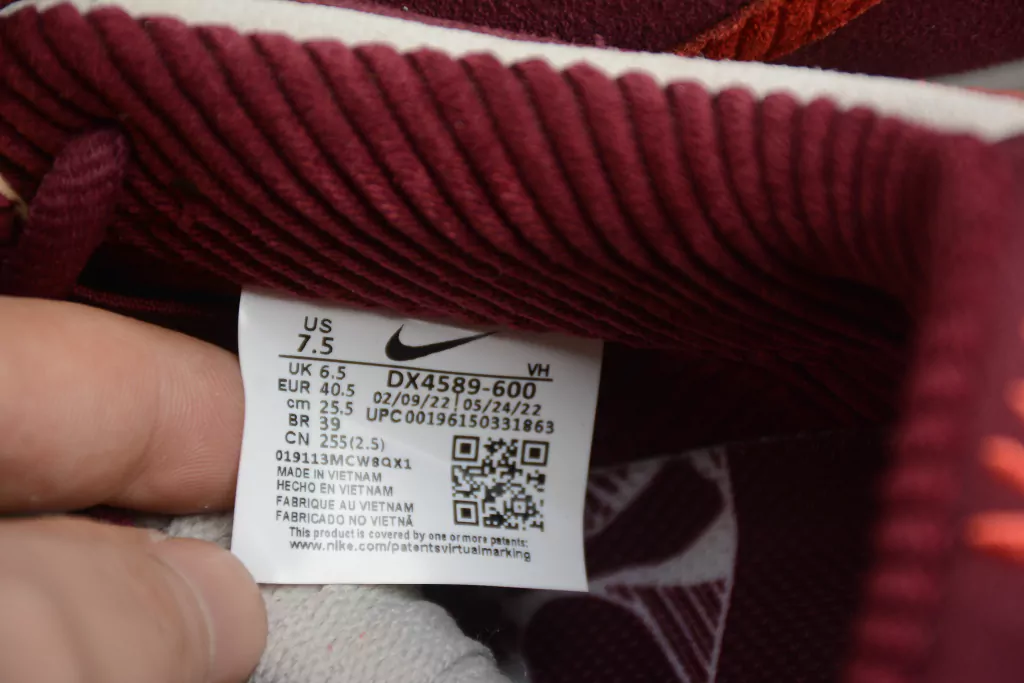 US
7.5
VH
UK 6.5
DX4589-600
EUR 40.5
02/09/22 05/24/22
cm 25.5
UPC 00196150331863
BR 39
CN 255(2.5)
019113MCW8QX1
MADE IN VIETNAM
HECHO EN VIETNAM
FABRIQUE AU VIETNAM
FABRICADO NO VIETNÃ
This product is covered by one or more patents:
www.nike.com/patentsvirtualmarking